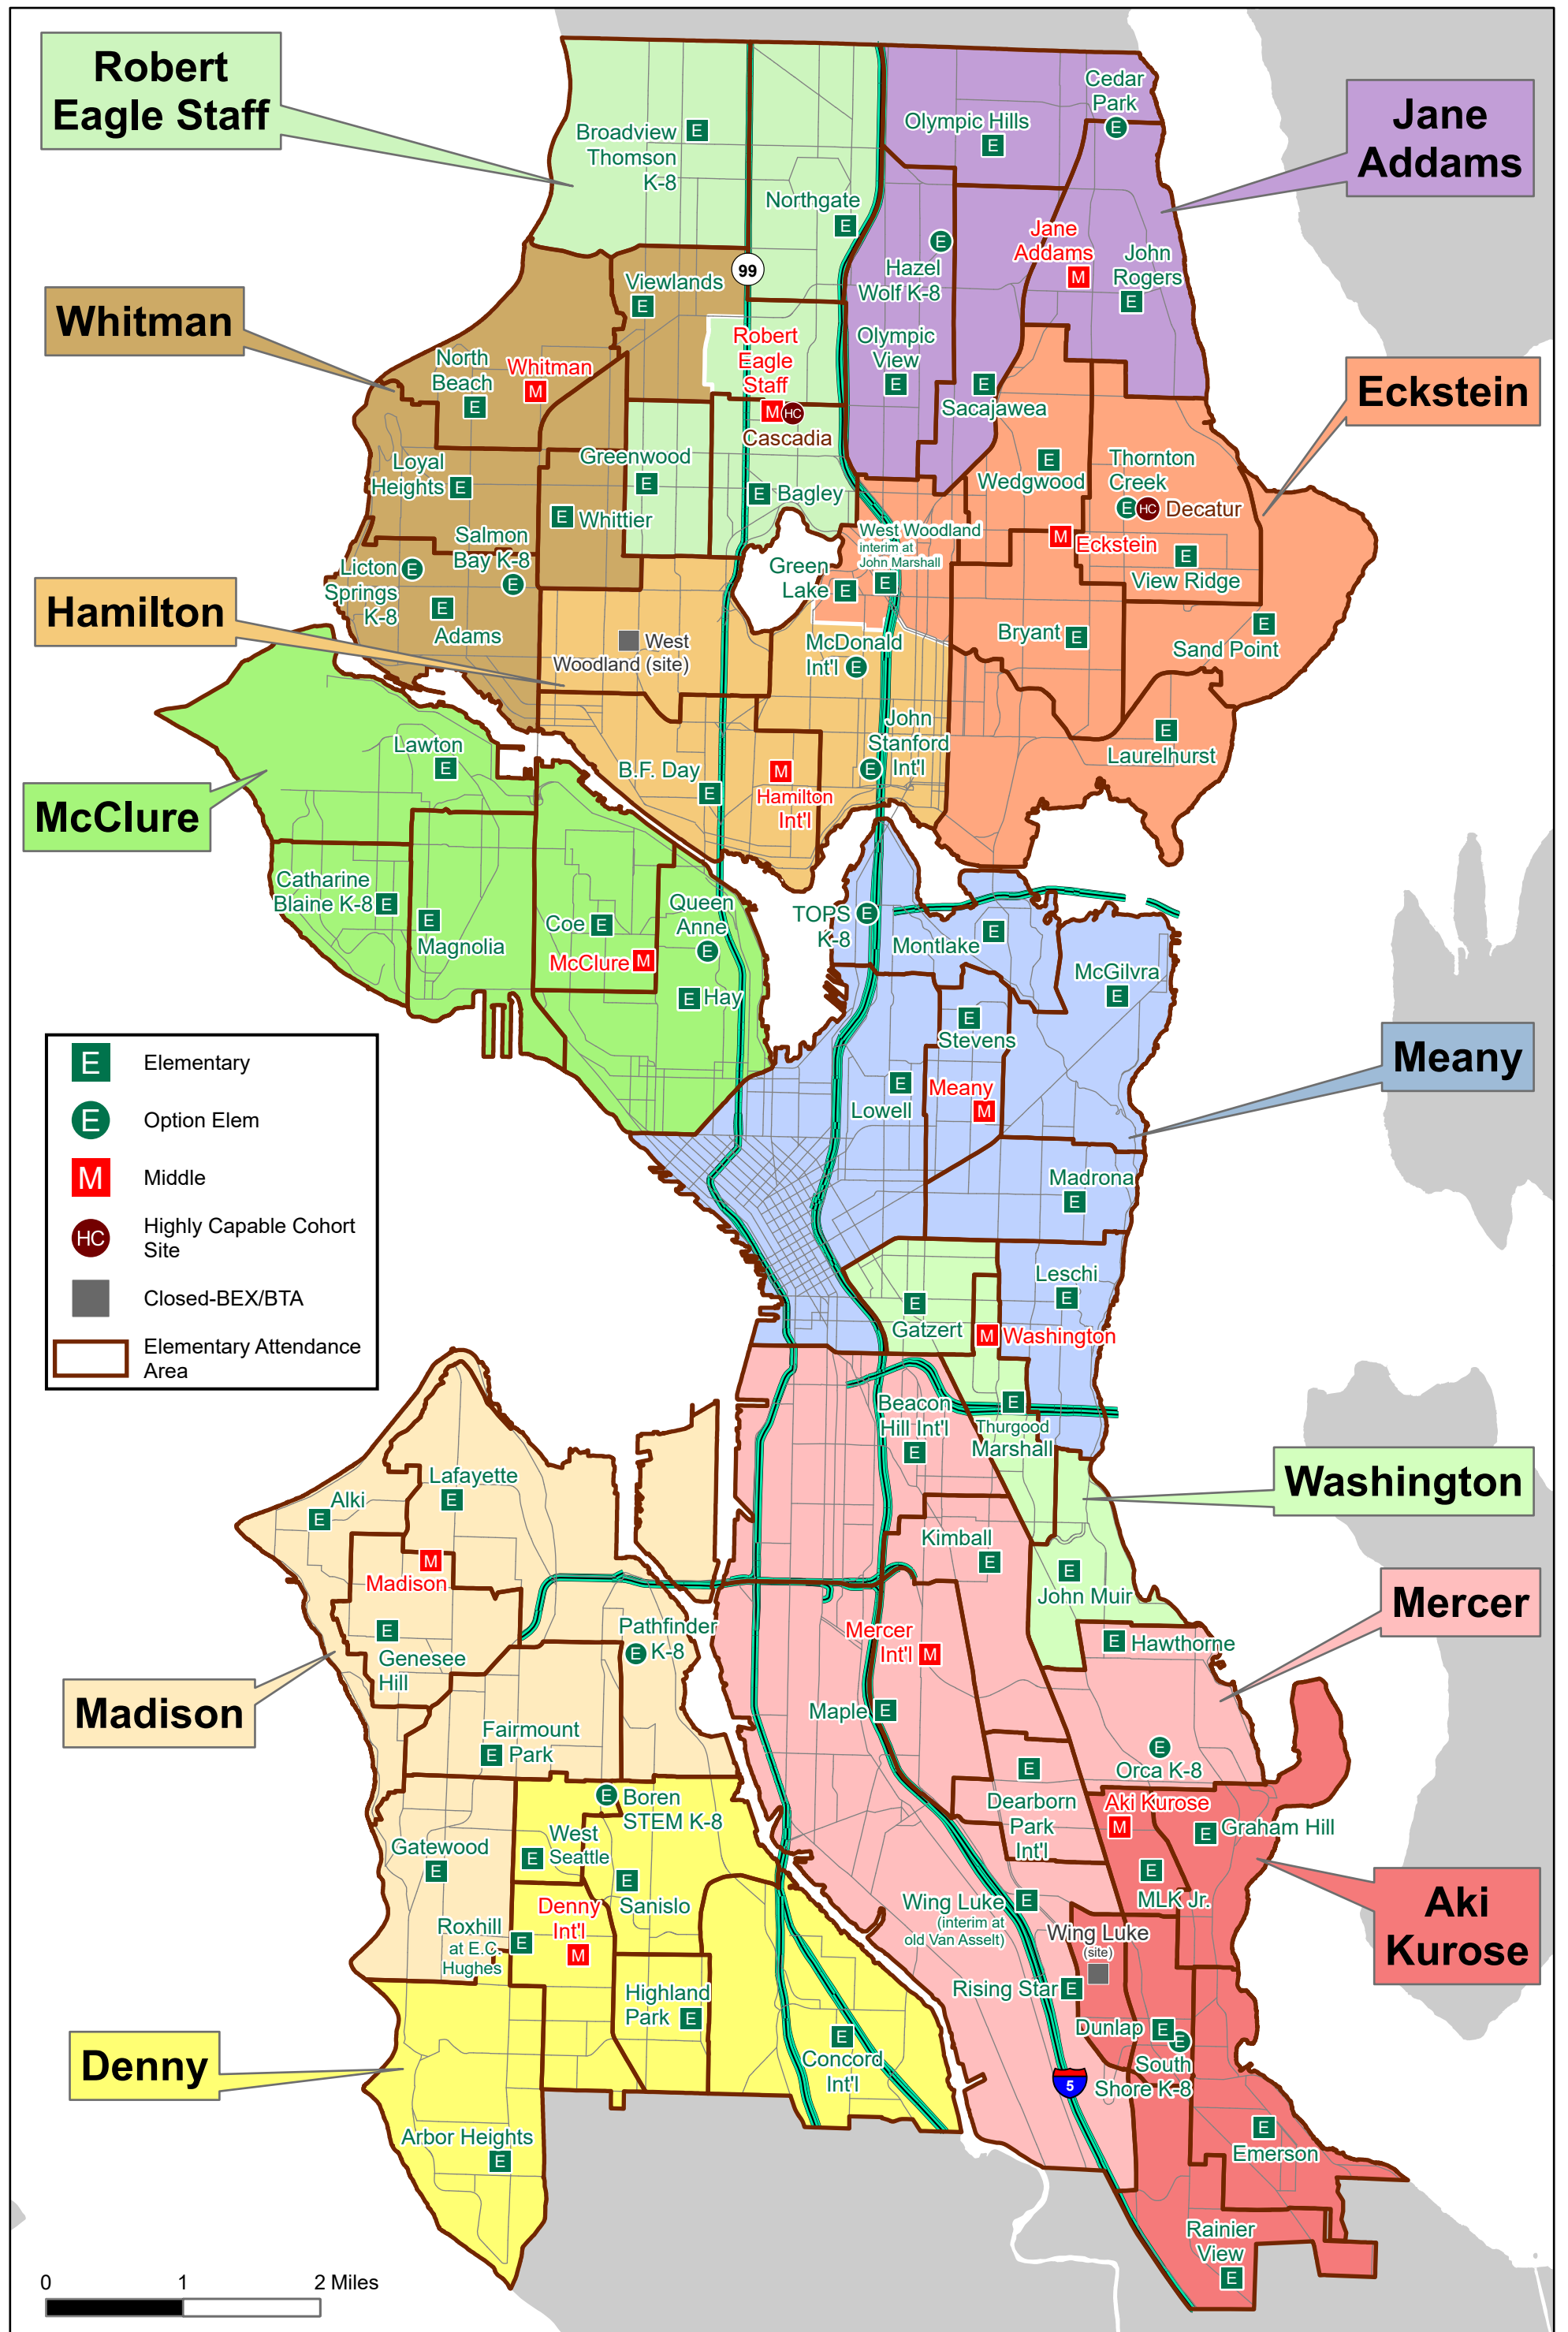 Robert
Eagle Staff
Jane
Addams
Whitman
Eckstein
Hamilton
McClure
Meany
Washington
Mercer
Madison
Aki
Kurose
Denny
Cedar
Park
E
Olympic Hills
E
Broadview
Thomson
K-8
E
Northgate
E
Jane
Addams
M
John
Rogers
E
E
Hazel
Wolf K-8
99
Viewlands
E
Olympic
View
E
Robert
Eagle
Staff
M
HC
Cascadia
North
Beach
E
Whitman
M
E
Sacajawea
E
Wedgwood
Thornton
Creek
E
HC
Decatur
Loyal
Heights
E
Greenwood
E
E
Bagley
E
Whittier
Salmon
Bay K-8
E
Licton
Springs
K-8
E
E
Adams
West Woodland
interim at
John Marshall
E
Green
Lake
E
M
Eckstein
E
View Ridge
Bryant
E
E
Sand Point
West
Woodland (site)
McDonald
Int'l
E
John
Stanford
Int'l
E
E
Laurelhurst
Lawton
E
B.F. Day
E
M
Hamilton
Int'l
Catharine
Blaine K-8
E
E
Magnolia
Coe
E
McClure
M
Queen
Anne
E
E
Hay
TOPS
K-8
E
Montlake
E
McGilvra
E
E
Stevens
E
Lowell
Meany
M
Madrona
E
Leschi
E
E
Gatzert
M
Washington
E
Elementary
E
Option Elem
M
Middle
HC
Highly Capable Cohort
Site
Closed-BEX/BTA
Elementary Attendance
Area
Beacon
Hill Int'l
E
E
Thurgood
Marshall
Lafayette
E
Alki
E
M
Madison
Kimball
E
E
John Muir
E
Genesee
Hill
Pathfinder
K-8
E
Mercer
Int'l
M
E
Hawthorne
Maple
E
Fairmount
Park
E
E
Orca K-8
E
Dearborn
Park
Int'l
Aki Kurose
M
E
Graham Hill
E
MLK Jr.
E
Boren
STEM K-8
West
Seattle
E
Gatewood
E
E
Sanislo
Denny
Int'l
M
Roxhill
at E.C.
Hughes
E
Wing Luke
(interim at
old Van Asselt)
E
Wing Luke
(site)
Rising Star
E
Highland
Park
E
Dunlap
E
E
South
Shore K-8
E
Concord
Int'l
5
E
Emerson
Arbor Heights
E
Rainier
View
E
0
1
2 Miles